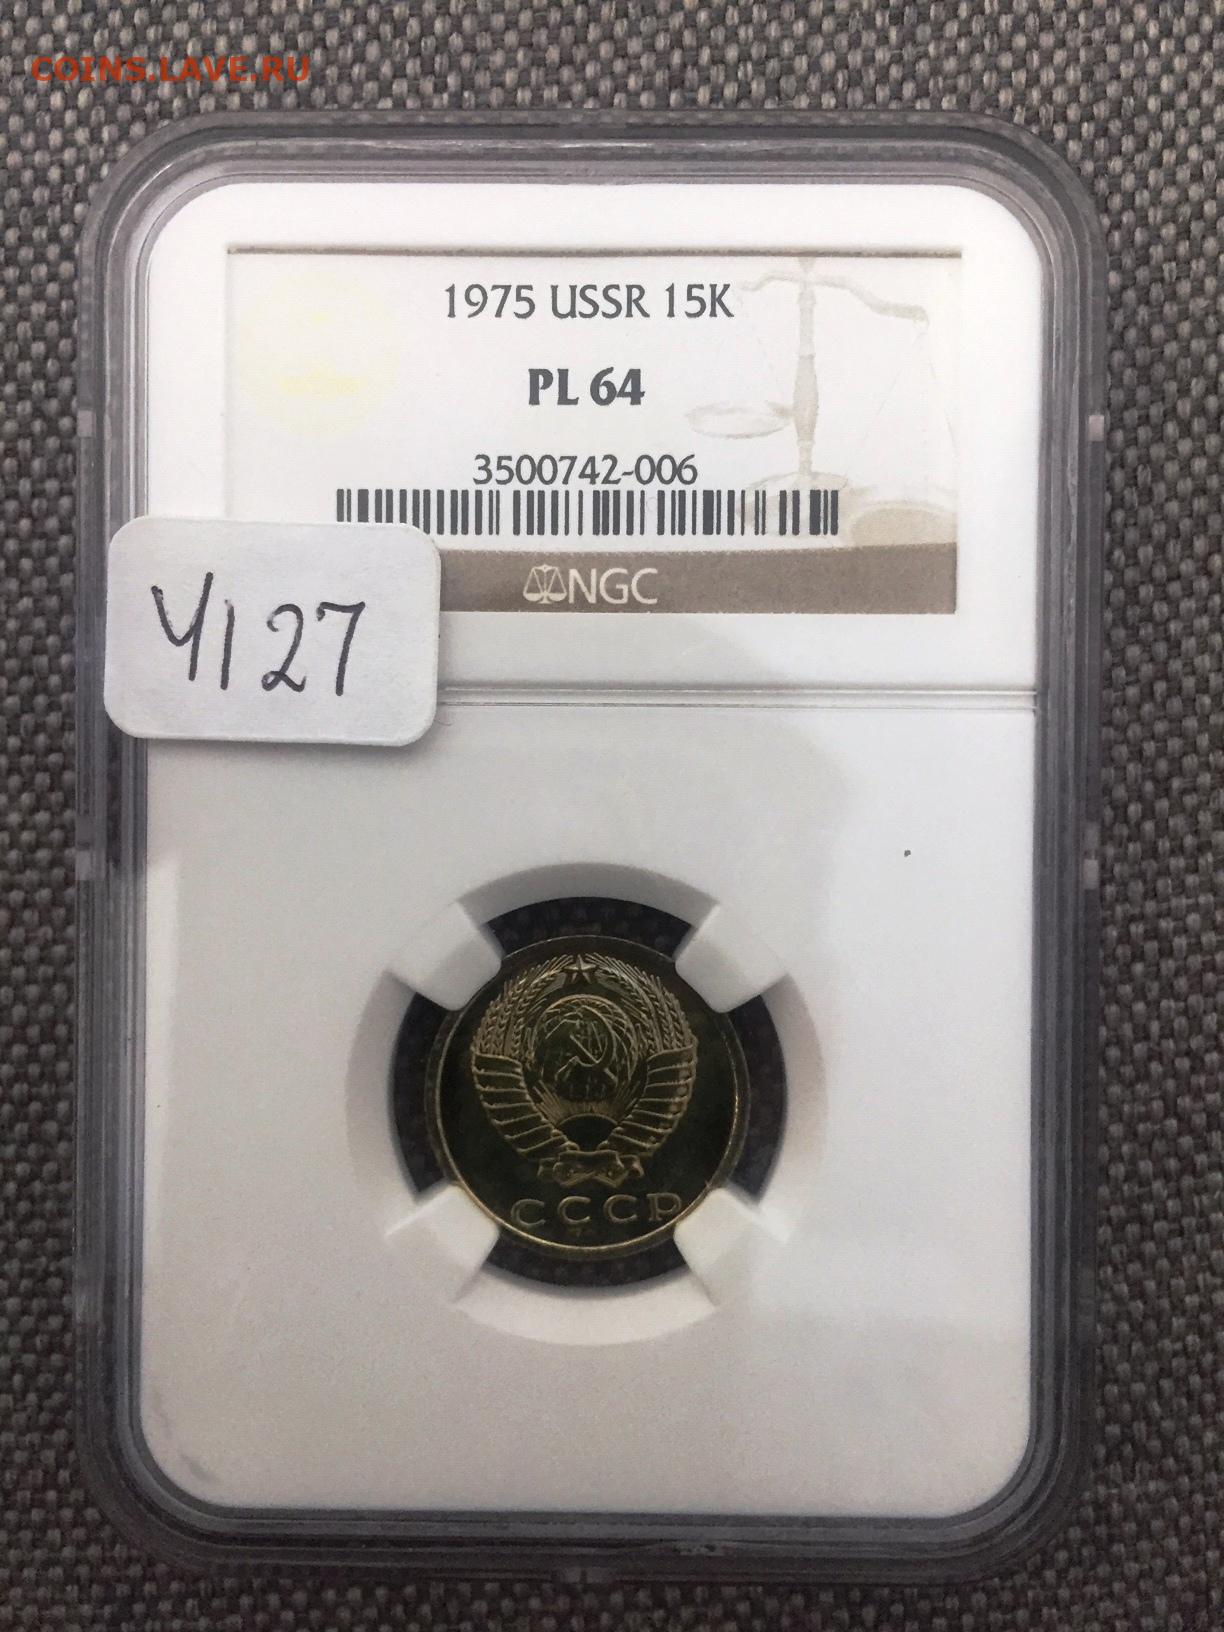 COINS.LAVE.RU
1975 USSR 15K
PL 64
3500742-006
NGC
Ч127
СССР